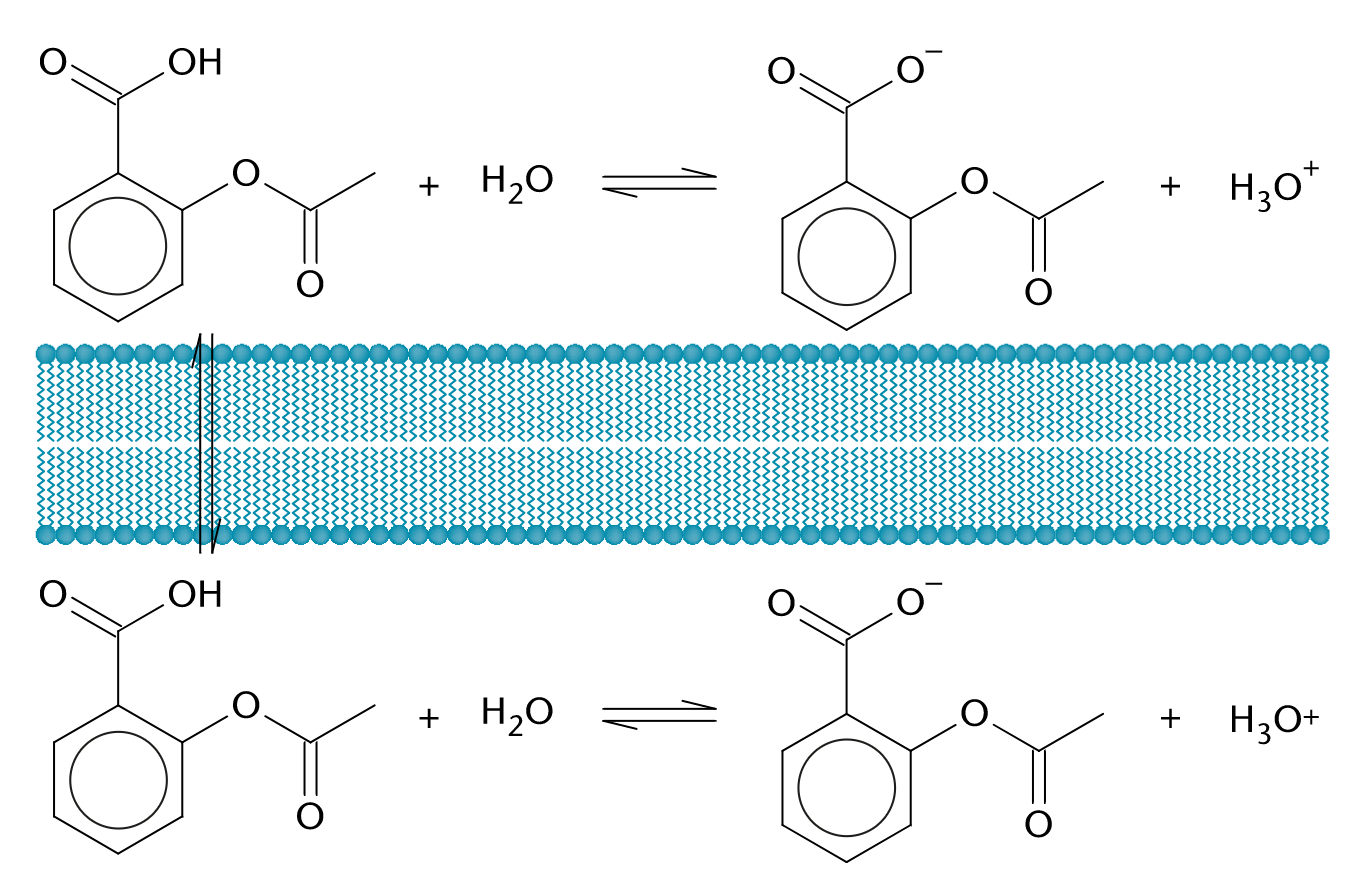 O OH O O⁻
O + H₂O O + H₃O⁺
O O
O OH O O⁻
O + H₂O O + H₃O+
O O